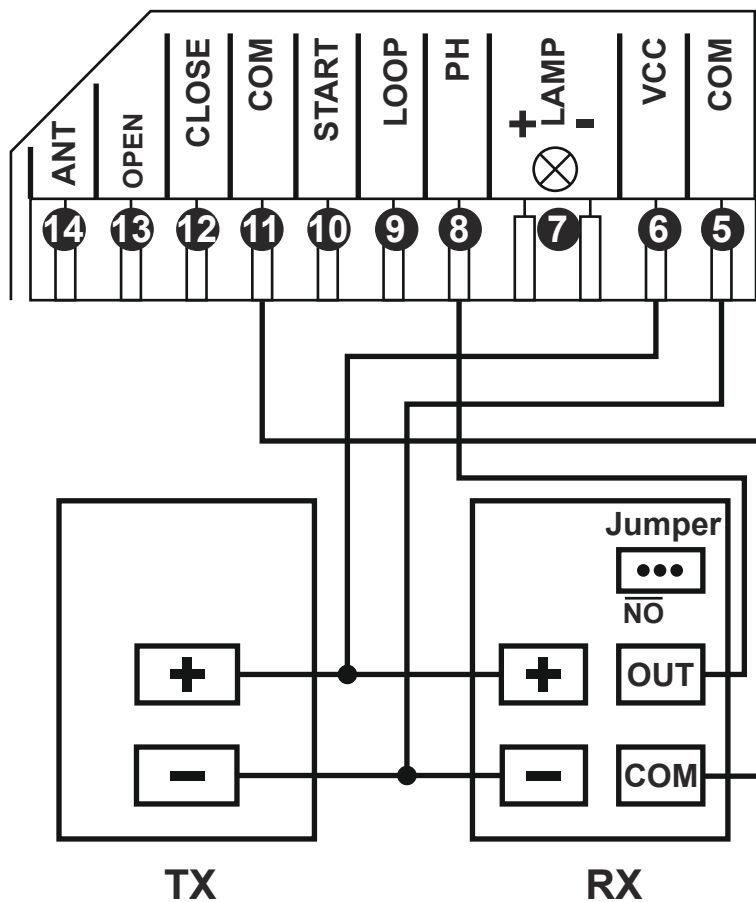 ANT
OPEN
CLOSE
COM
START
LOOP
PH
+ LAMP -
VCC
COM
14 13 12 11 10 9 8 7 6 5
Jumper
NO
+ + OUT
- - COM
TX RX